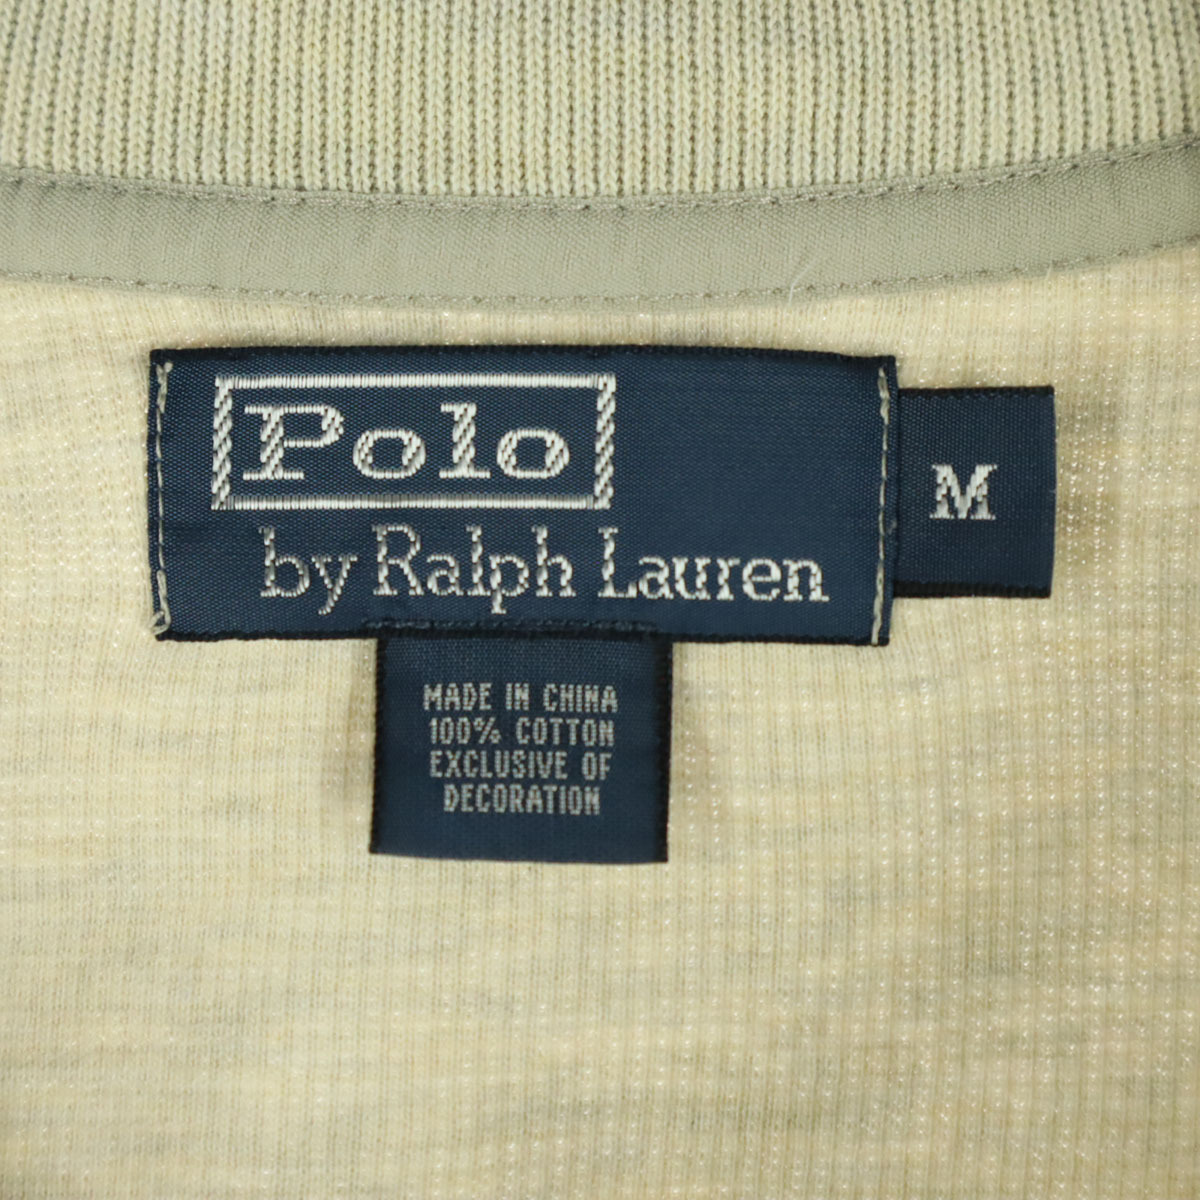 Polo
by Ralph Lauren
M
MADE IN CHINA
100% COTTON
EXCLUSIVE OF
DECORATION